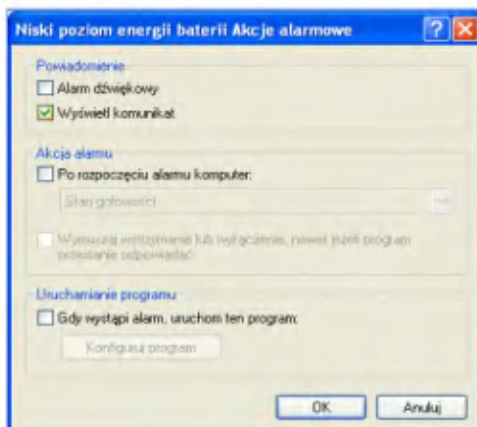 Niski poziom energii baterii Akcje alarmowe
Powiadomienie
Alarm dźwiękowy
Wyświetl komunikat
Akcja alarmu
Po rozpoczęciu alarmu komputer:
Stan gotowości
Wymuszaj wstrzymanie lub wyłączenie, nawet jeżeli program
przestanie odpowiadać
Uruchamianie programu
Gdy wystąpi alarm, uruchom ten program:
Konfiguruj program
OK
Anuluj